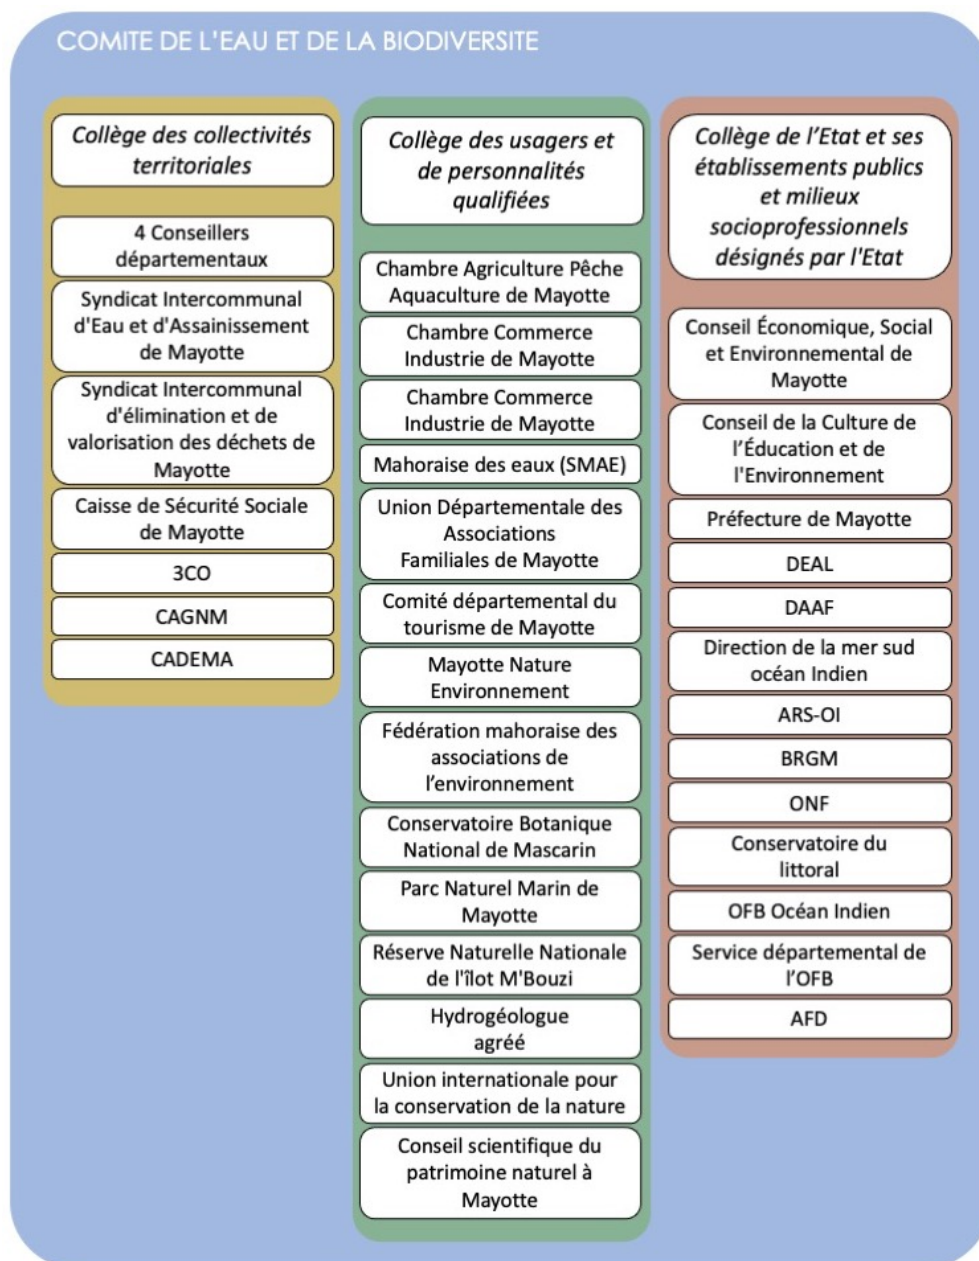 COMITE DE L'EAU ET DE LA BIODIVERSITE
Collège des collectivités
territoriales
4 Conseillers
départementaux
Syndicat Intercommunal
d'Eau et d'Assainissement
de Mayotte
Syndicat Intercommunal
d'élimination et de
valorisation des déchets de
Mayotte
Caisse de Sécurité Sociale
de Mayotte
3CO
CAGNM
CADEMA
Collège des usagers et
de personnalités
qualifiées
Chambre Agriculture Pêche
Aquaculture de Mayotte
Chambre Commerce
Industrie de Mayotte
Chambre Commerce
Industrie de Mayotte
Mahoraise des eaux (SMAE)
Union Départementale des
Associations
Familiales de Mayotte
Comité départemental du
tourisme de Mayotte
Mayotte Nature
Environnement
Fédération mahoraise des
associations de
l’environnement
Conservatoire Botanique
National de Mascarin
Parc Naturel Marin de
Mayotte
Réserve Naturelle Nationale
de l'îlot M'Bouzi
Hydrogéologue
agréé
Union internationale pour
la conservation de la nature
Conseil scientifique du
patrimoine naturel à
Mayotte
Collège de l’Etat et ses
établissements publics
et milieux
socioprofessionnels
désignés par l'Etat
Conseil Économique, Social
et Environnemental de
Mayotte
Conseil de la Culture de
l’Éducation et de
l'Environnement
Préfecture de Mayotte
DEAL
DAAF
Direction de la mer sud
océan Indien
ARS-OI
BRGM
ONF
Conservatoire du
littoral
OFB Océan Indien
Service départemental de
l’OFB
AFD